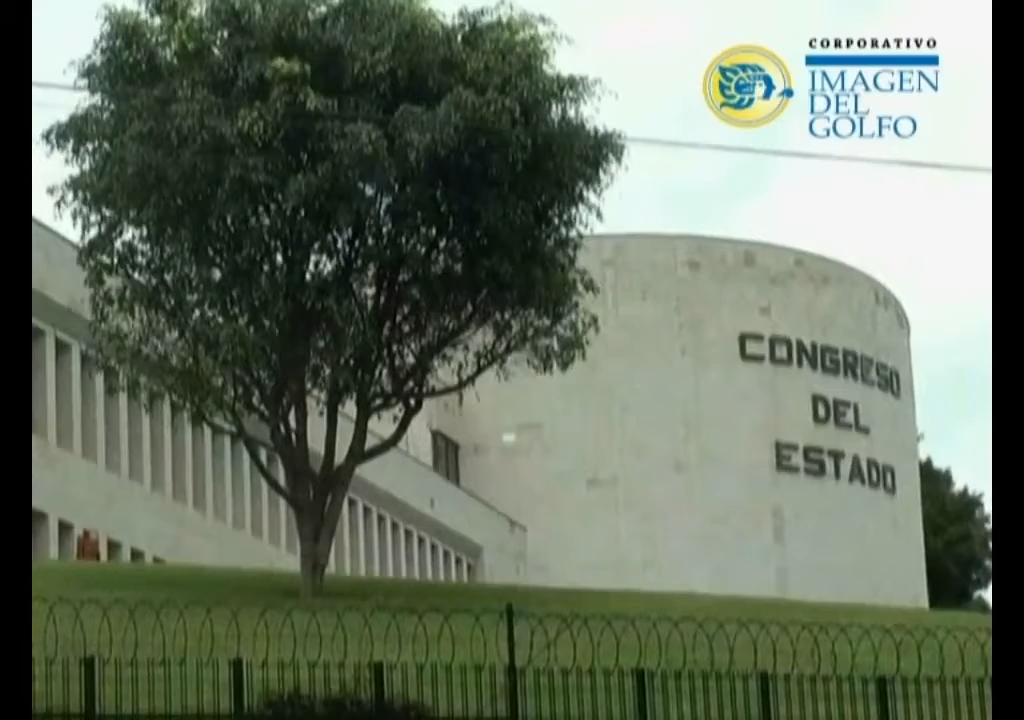 CORPORATIVO
IMAGEN
DEL
GOLFO
CONGRESO
DEL
ESTADO